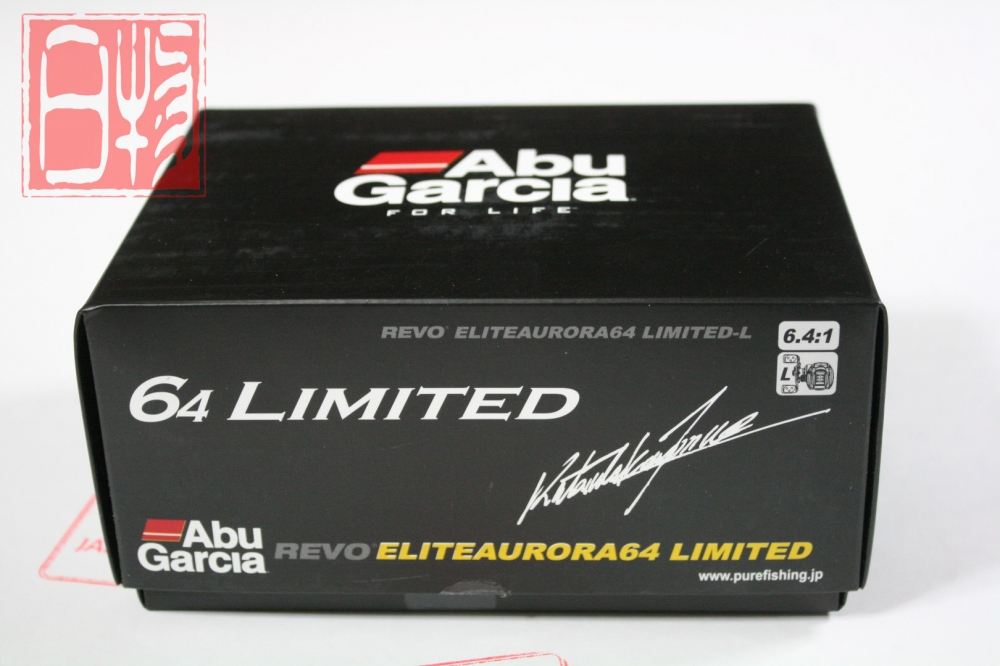 Abu
Garcia
FOR LIFE
REVO ELITEAURORA64 LIMITED-L
6.4:1
L
64 LIMITED
Abu
Garcia
REVO ELITEAURORA64 LIMITED
www.purefishing.jp